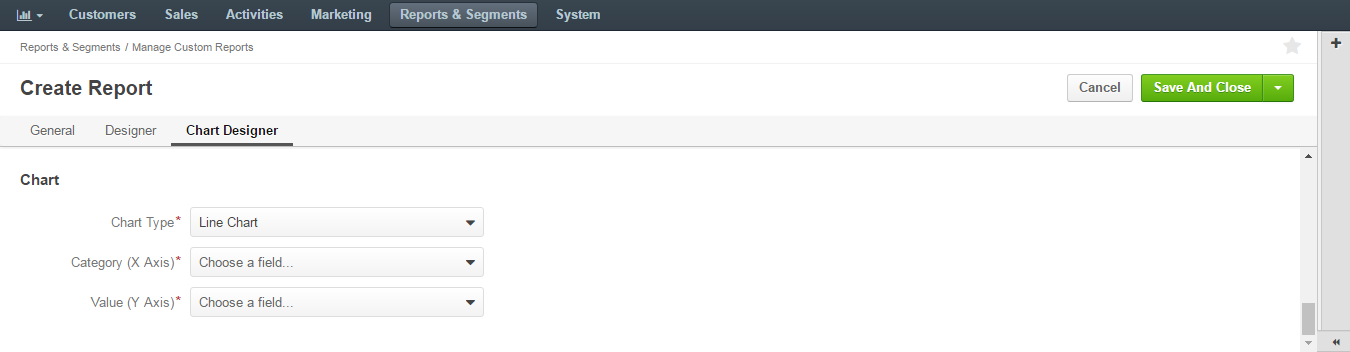 Customers Sales Activities Marketing Reports & Segments System
Reports & Segments / Manage Custom Reports
Create Report Cancel Save And Close
General Designer Chart Designer
Chart
Chart Type* Line Chart
Category (X Axis)* Choose a field...
Value (Y Axis)* Choose a field...